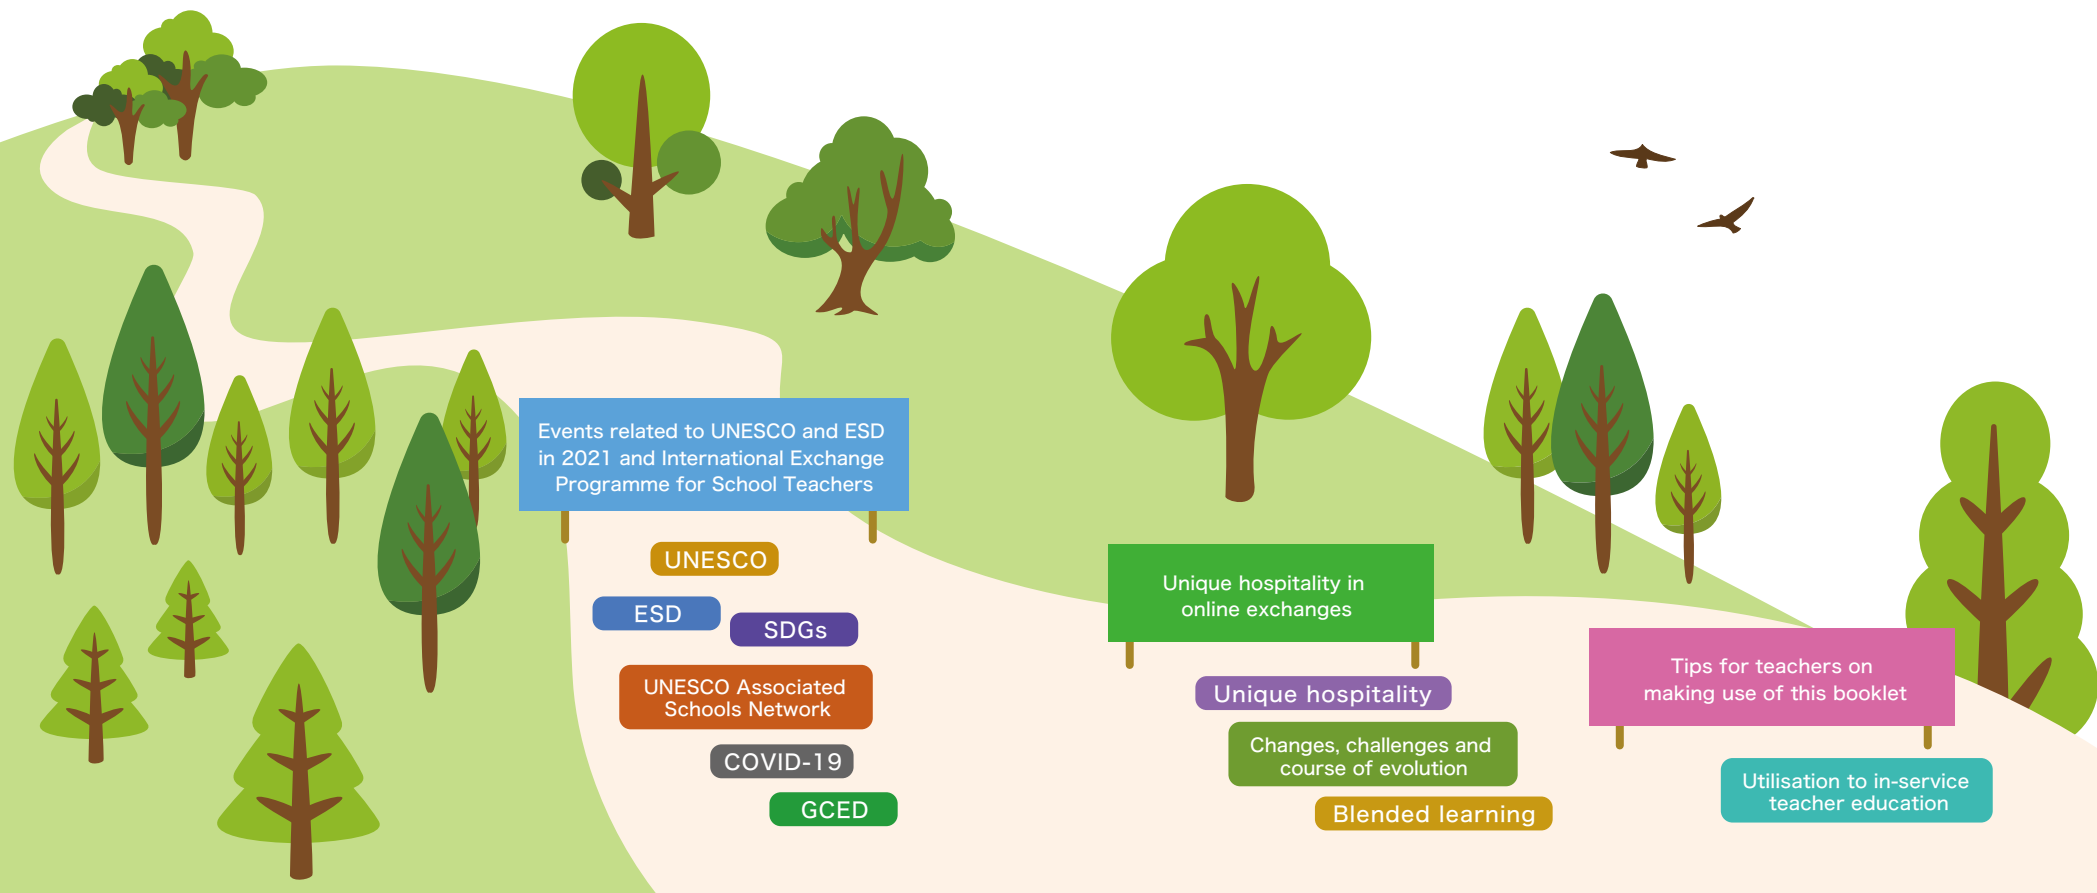 Events related to UNESCO and ESD
in 2021 and International Exchange
Programme for School Teachers
UNESCO
ESD
SDGs
UNESCO Associated
Schools Network
COVID-19
GCED
Unique hospitality in
online exchanges
Unique hospitality
Changes, challenges and
course of evolution
Blended learning
Tips for teachers on
making use of this booklet
Utilisation to in-service
teacher education